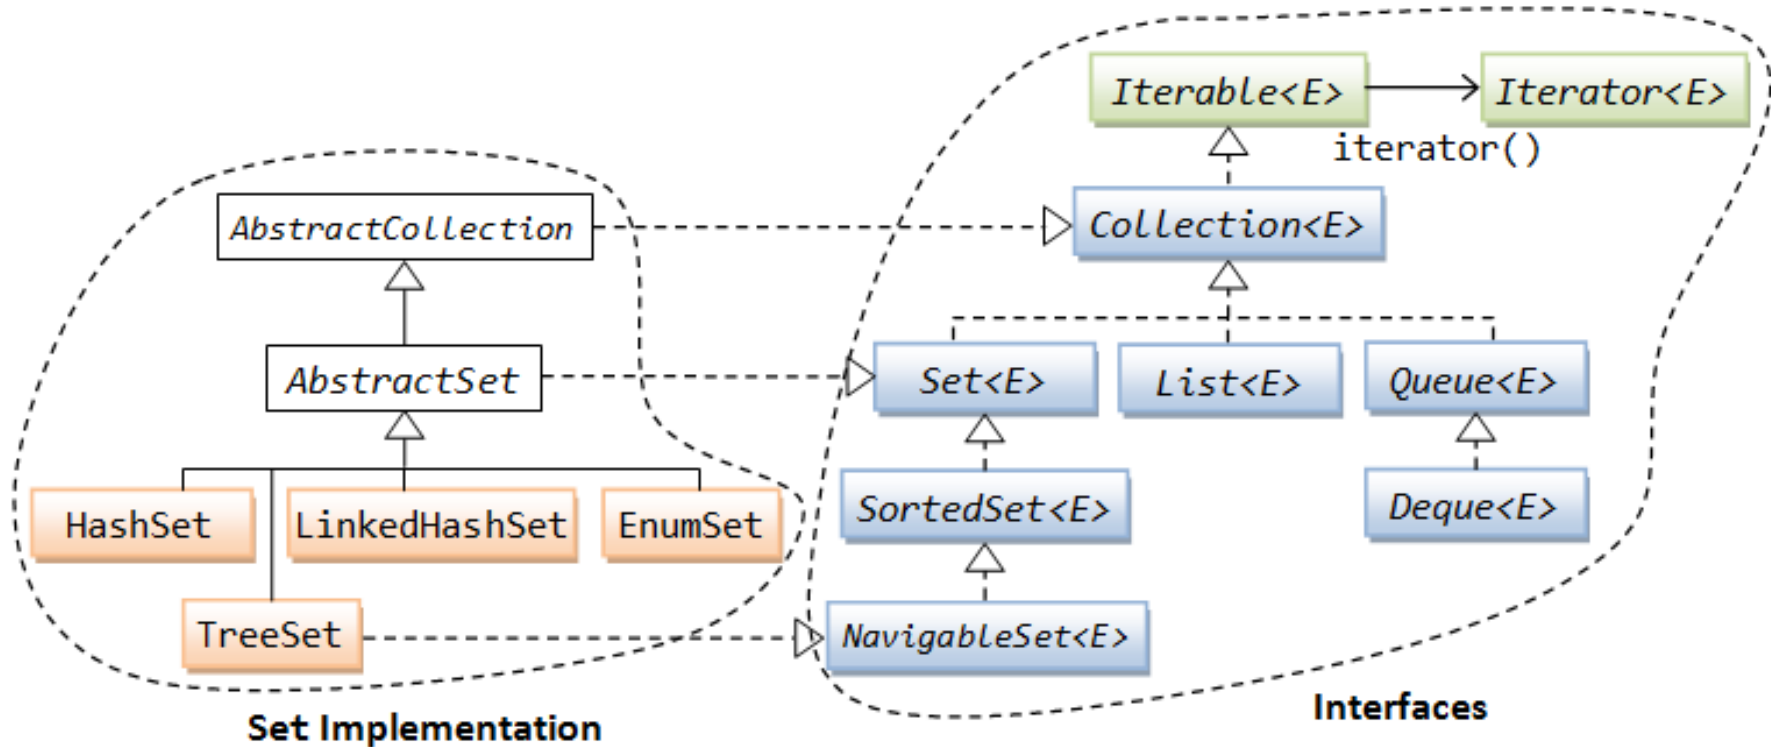 Iterable<E>
Iterator<E>
iterator()
AbstractCollection
Collection<E>
AbstractSet
Set<E>
List<E>
Queue<E>
HashSet
LinkedHashSet
EnumSet
SortedSet<E>
Deque<E>
TreeSet
NavigableSet<E>
Set Implementation
Interfaces